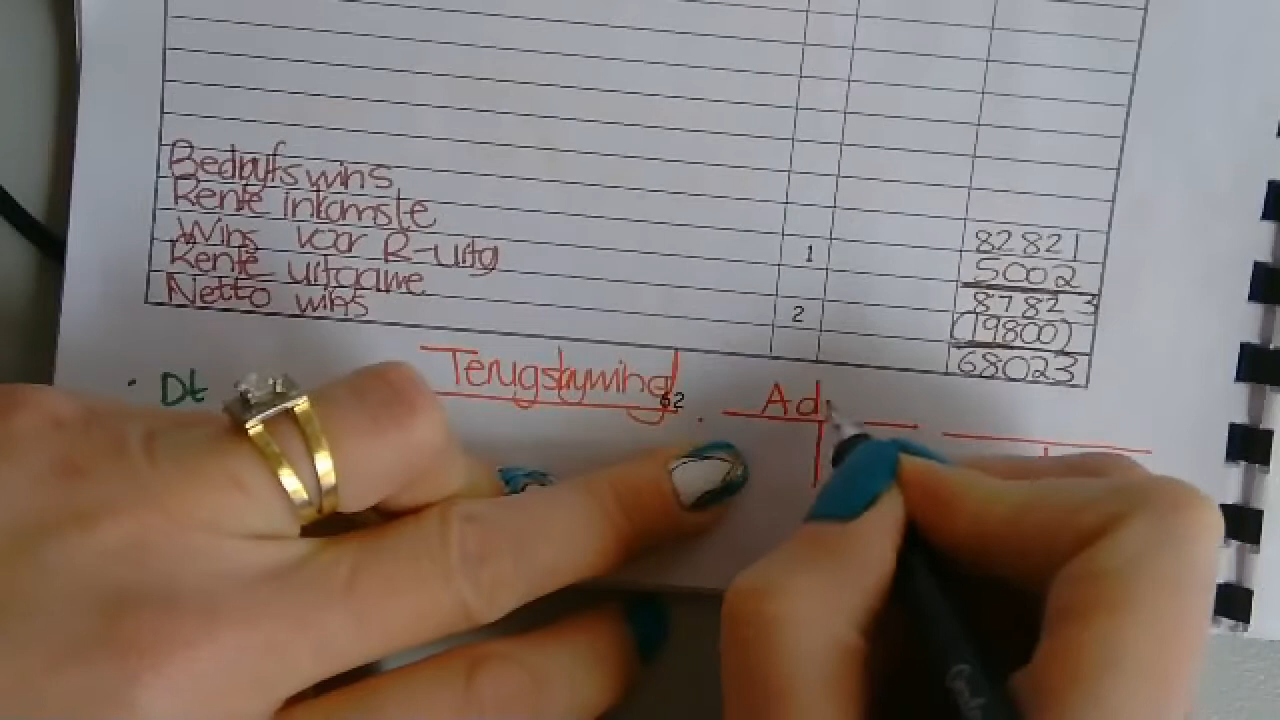 Bedryfswins 82821
Rente inkomste 1 5002
Wins voor R-uitg 87823
Rente uitgawe 2 (19800)
Netto wins 68023
Terugskrywing
62
· Dt
Ad